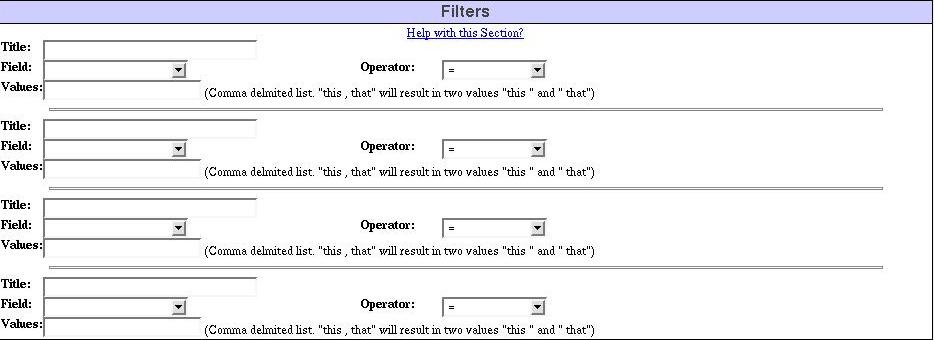 Filters
Help with this Section?
Title:
Field: Operator: =
Values: (Comma delmited list. "this , that" will result in two values "this " and " that")
Title:
Field: Operator: =
Values: (Comma delmited list. "this , that" will result in two values "this " and " that")
Title:
Field: Operator: =
Values: (Comma delmited list. "this , that" will result in two values "this " and " that")
Title:
Field: Operator: =
Values: (Comma delmited list. "this , that" will result in two values "this " and " that")